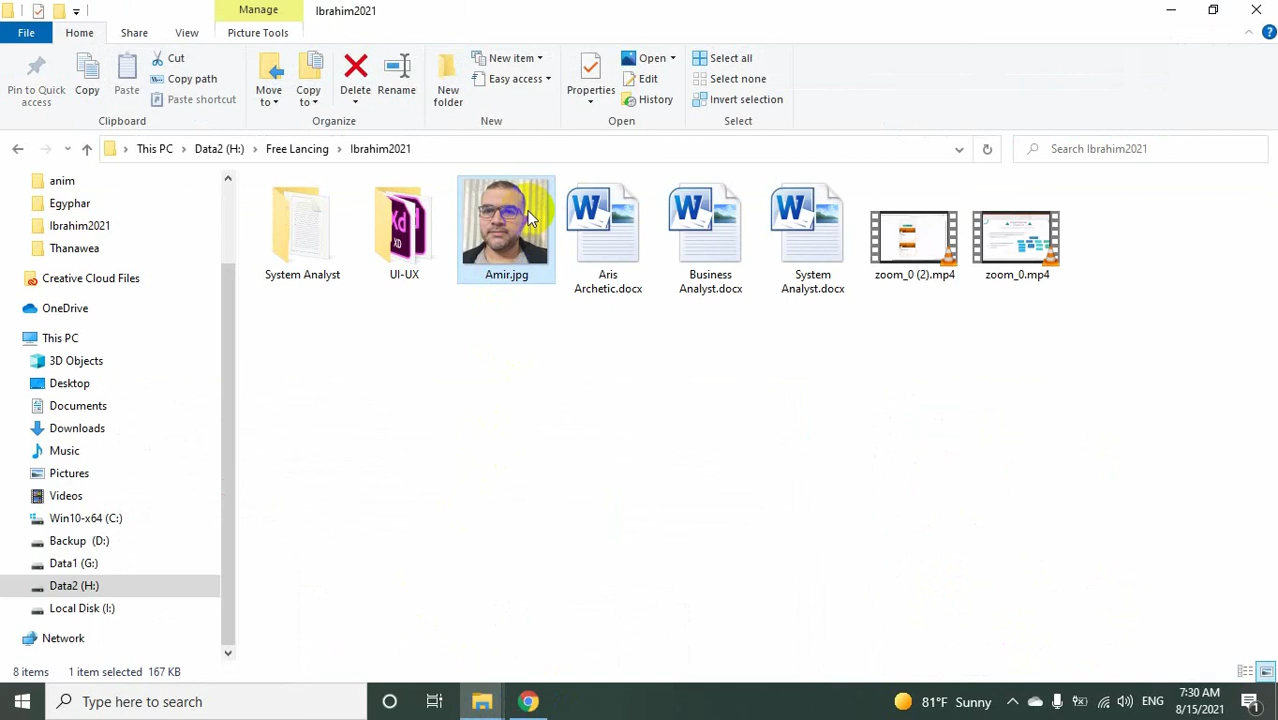 Manage
Ibrahim2021
File
Home
Share
View
Picture Tools
Pin to Quick access
Copy
Paste
Cut
Copy path
Paste shortcut
Clipboard
Move to
Copy to
Delete
Rename
Organize
New folder
New item
Easy access
New
Properties
Open
Edit
History
Open
Select all
Select none
Invert selection
Select
This PC
Data2 (H:)
Free Lancing
Ibrahim2021
Search Ibrahim2021
anim
Egyphar
Ibrahim2021
Thanawea
Creative Cloud Files
OneDrive
This PC
3D Objects
Desktop
Documents
Downloads
Music
Pictures
Videos
Win10-x64 (C:)
Backup (D:)
Data1 (G:)
Data2 (H:)
Local Disk (I:)
Network
System Analyst
Xd
XD
UI-UX
Amir.jpg
W
Aris
Archetic.docx
W
Business
Analyst.docx
W
System
Analyst.docx
zoom_0 (2).mp4
zoom_0.mp4
8 items
1 item selected 167 KB
Type here to search
81°F Sunny
ENG
7:30 AM
8/15/2021
1